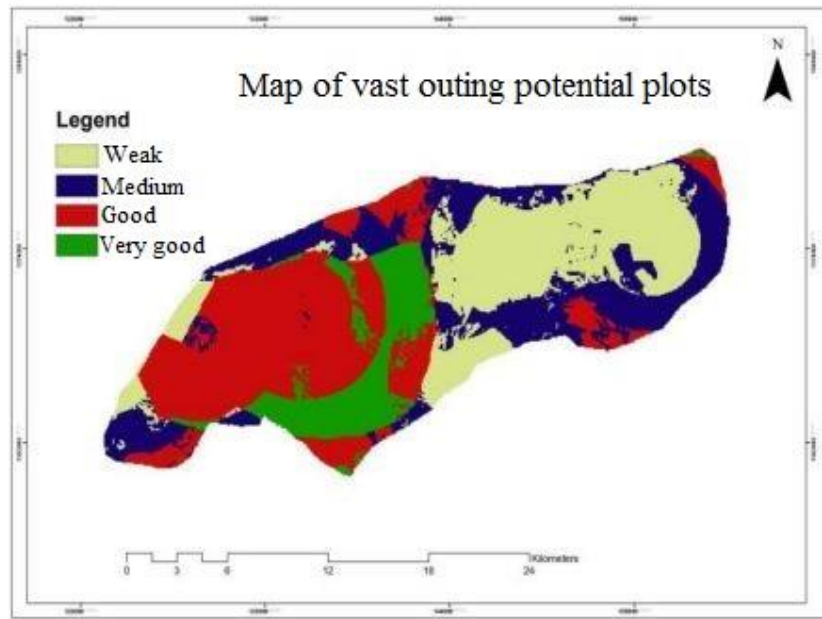 N
Map of vast outing potential plots
Legend
Weak
Medium
Good
Very good
Kilometers
0 3 6 12 18 24